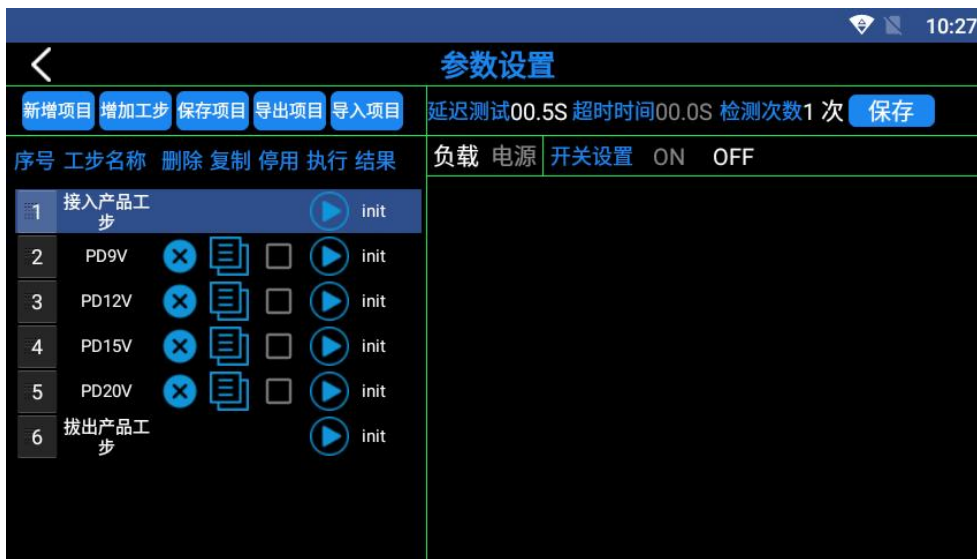 10:27
参数设置
新增项目 增加工步 保存项目 导出项目 导入项目
延迟测试00.5S 超时时间00.0S 检测次数1 次 保存
序号 工步名称 删除 复制 停用 执行 结果
负载 电源 开关设置 ON OFF
1 接入产品工步 init
2 PD9V init
3 PD12V init
4 PD15V init
5 PD20V init
6 拔出产品工步 init